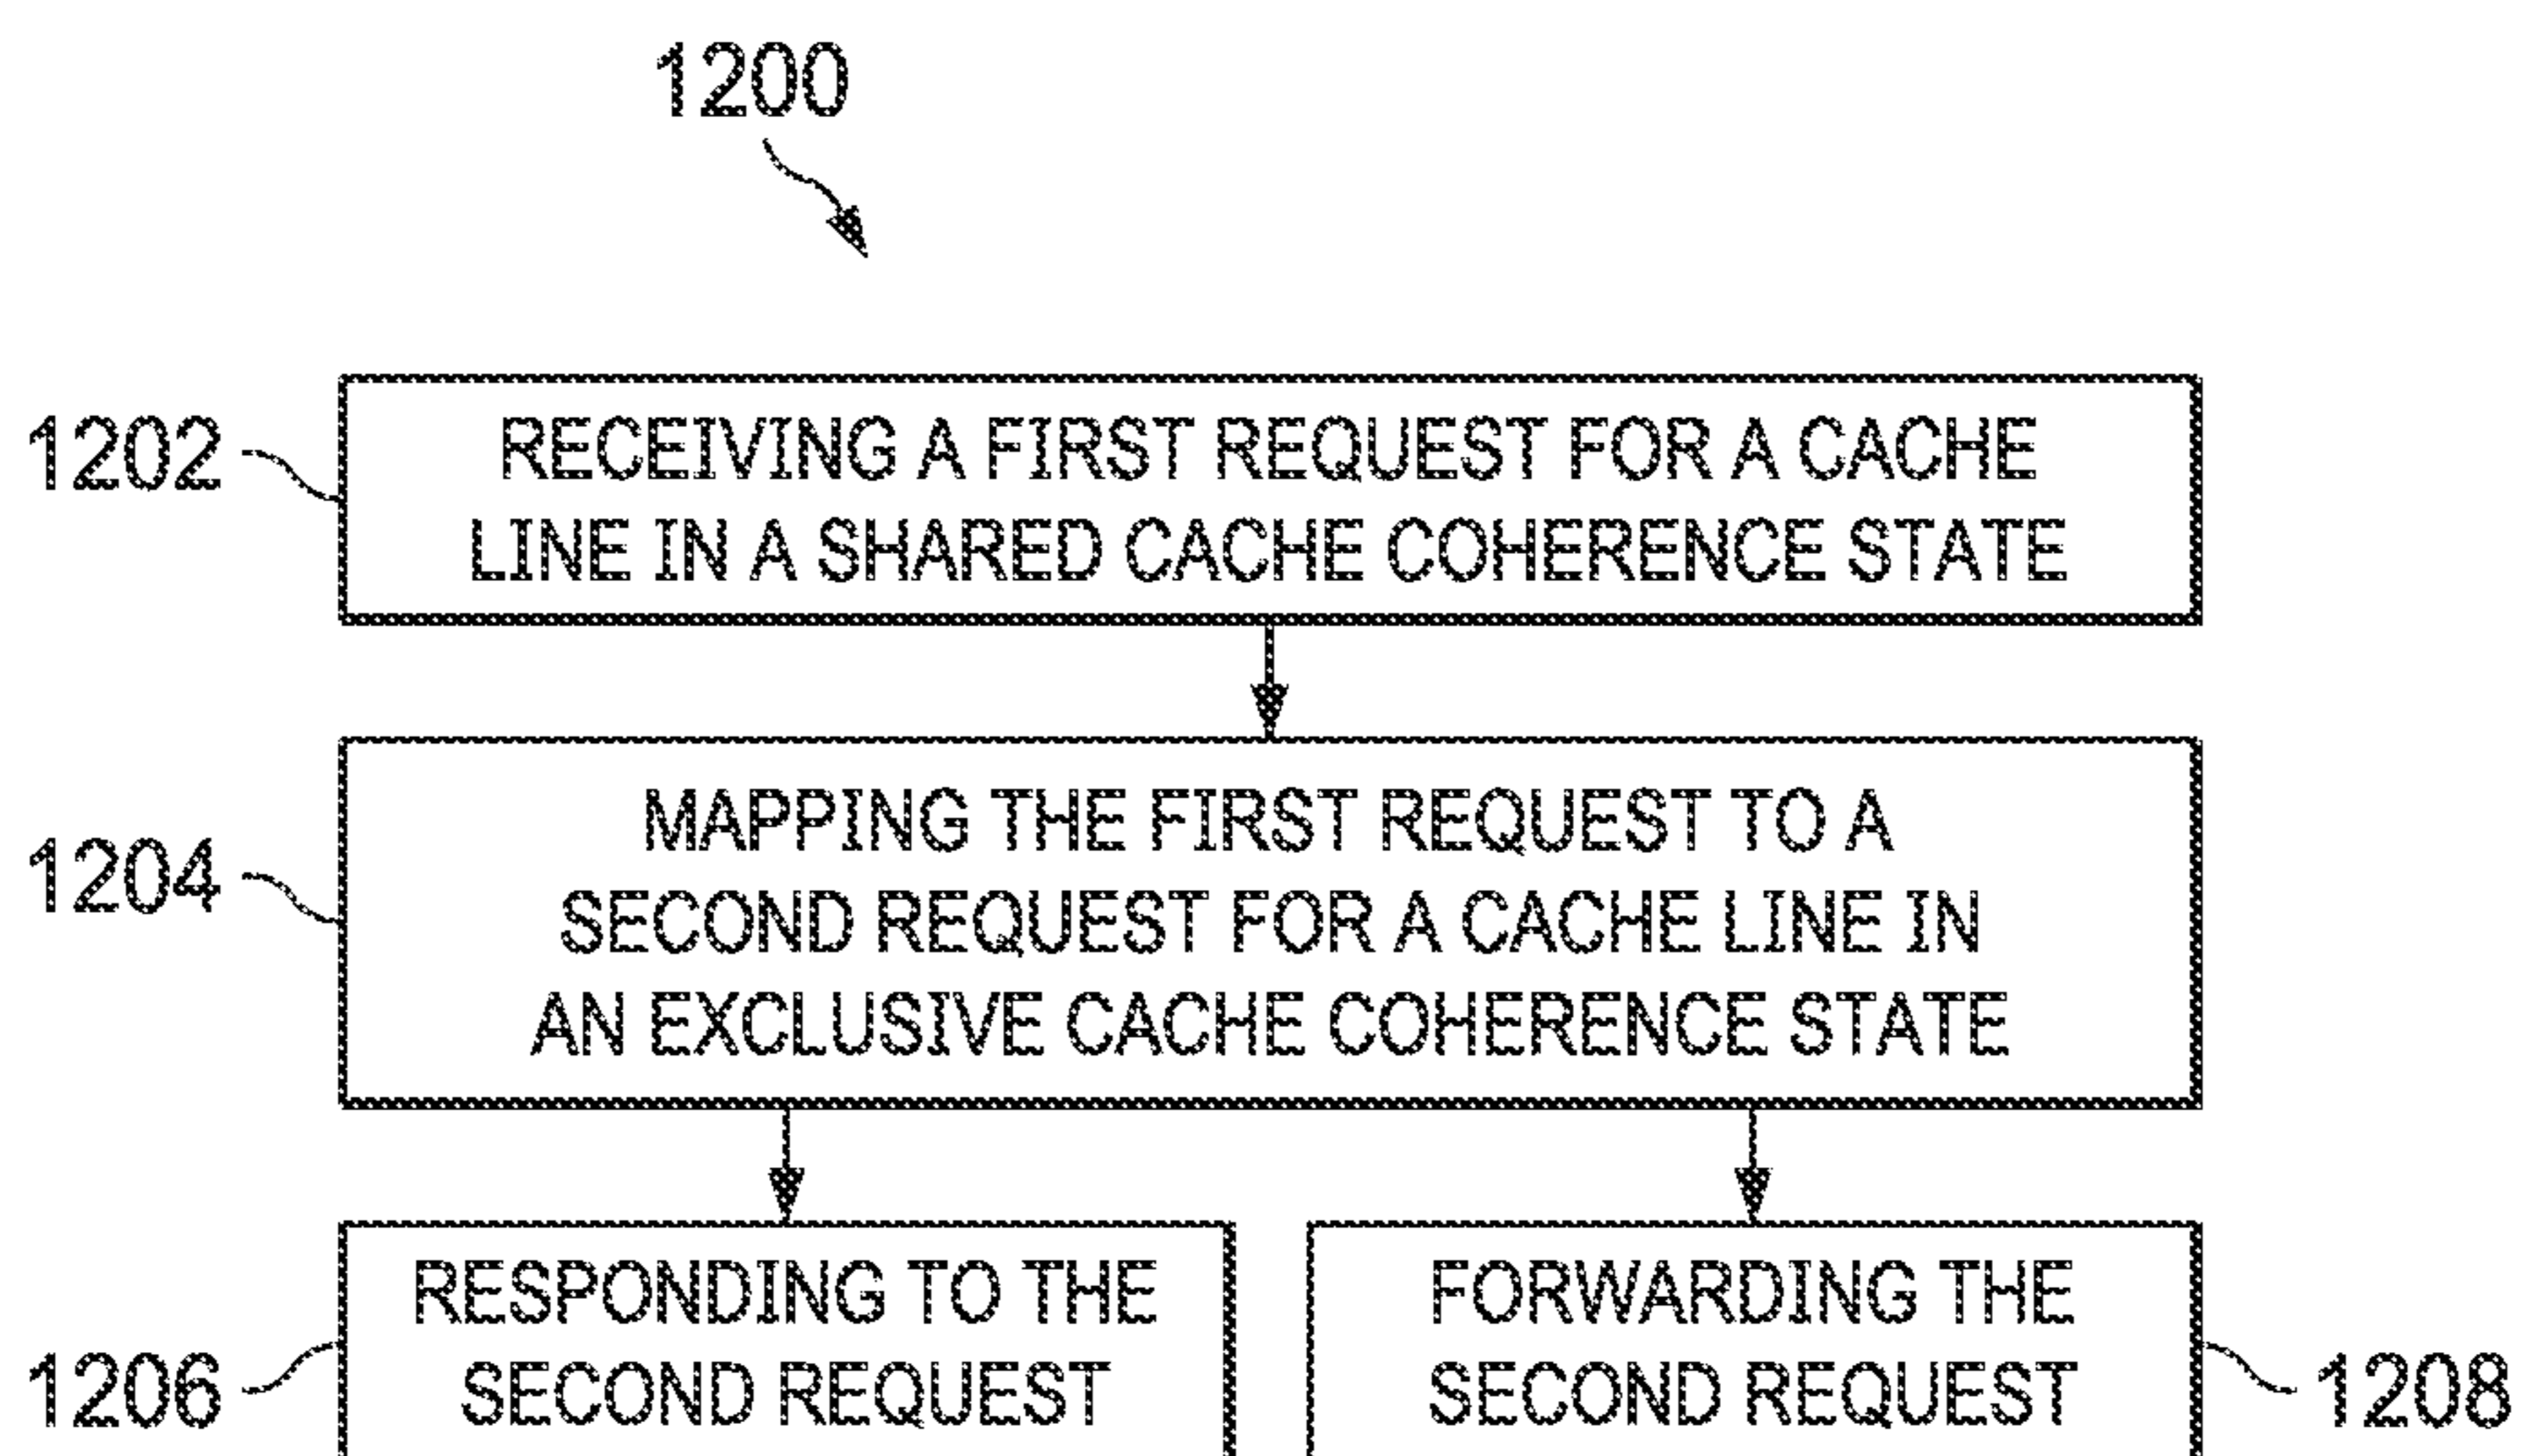 1200
1202
RECEIVING A FIRST REQUEST FOR A CACHE
LINE IN A SHARED CACHE COHERENCE STATE
1204
MAPPING THE FIRST REQUEST TO A
SECOND REQUEST FOR A CACHE LINE IN
AN EXCLUSIVE CACHE COHERENCE STATE
1206
RESPONDING TO THE
SECOND REQUEST
FORWARDING THE
SECOND REQUEST
1208